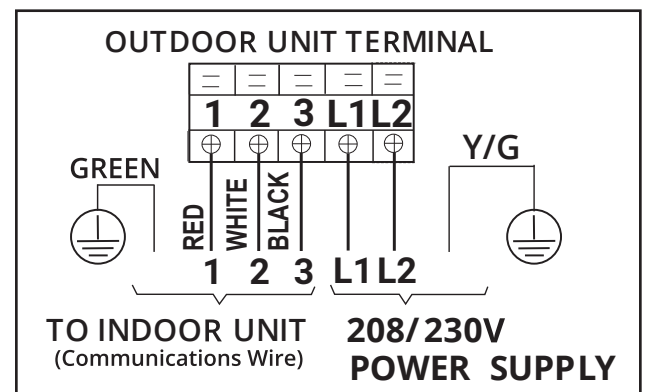 OUTDOOR UNIT TERMINAL
1 2 3 L1 L2
GREEN
RED
WHITE
BLACK
Y/G
1 2 3 L1 L2
TO INDOOR UNIT
(Communications Wire)
208/230V
POWER SUPPLY